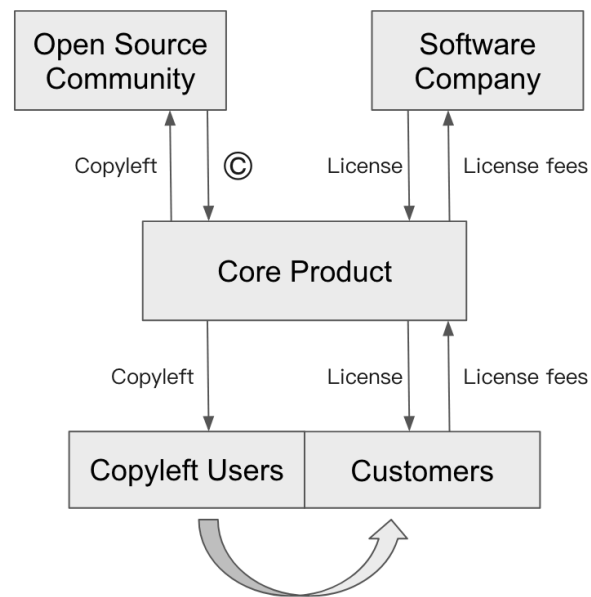 Open Source
Community
Software
Company
Copyleft
©
License
License fees
Core Product
Copyleft
License
License fees
Copyleft Users
Customers